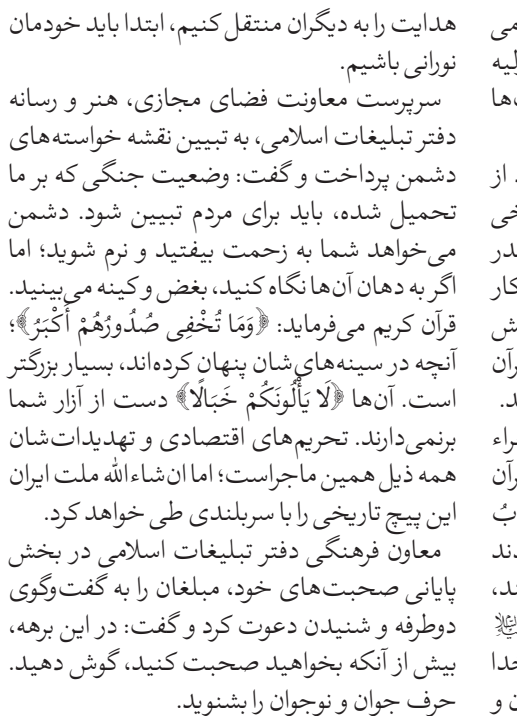 هدایت را به دیگران منتقل کنیم، ابتدا باید خودمان
نورانی باشیم.
سرپرست معاونت فضای مجازی، هنر و رسانه
دفتر تبلیغات اسلامی، به تبیین نقشه خواسته‌های
دشمن پرداخت و گفت: وضعیت جنگی که بر ما
تحمیل شده، باید برای مردم تبیین شود. دشمن
می‌خواهد شما به زحمت بیفتید و نرم شوید؛ اما
اگر به دهان آن‌ها نگاه کنید، بغض و کینه می‌بینید.
قرآن کریم می‌فرماید: ﴿وَمَا تُخْفِی صُدُورُهُمْ أَكْبَرُ﴾؛
آنچه در سینه‌های‌شان پنهان کرده‌اند، بسیار بزرگتر
است. آن‌ها ﴿لَا يَأْلُونَكُمْ خَبَالًا﴾ دست از آزار شما
برنمی‌دارند. تحریم‌های اقتصادی و تهدیدات‌شان
همه ذیل همین ماجراست؛ اما ان‌شاءالله ملت ایران
این پیچ تاریخی را با سربلندی طی خواهد کرد.
معاون فرهنگی دفتر تبلیغات اسلامی در بخش
پایانی صحبت‌های خود، مبلغان را به گفت‌وگوی
دوطرفه و شنیدن دعوت کرد و گفت: در این برهه،
بیش از آنکه بخواهید صحبت کنید، گوش دهید.
حرف جوان و نوجوان را بشنوید.